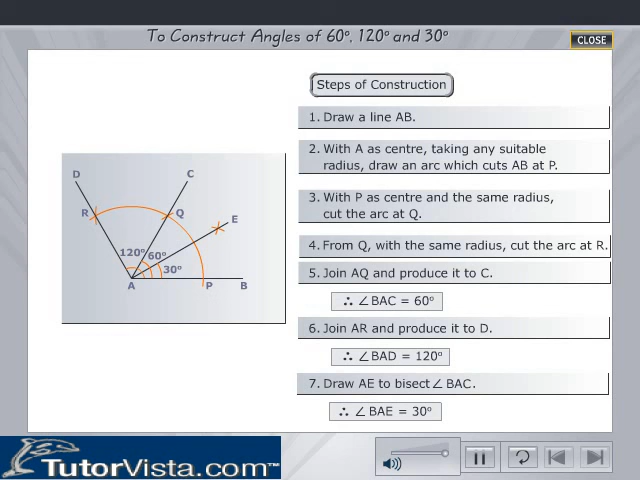 To Construct Angles of 60°, 120° and 30°
CLOSE
Steps of Construction
1. Draw a line AB.
2. With A as centre, taking any suitable
radius, draw an arc which cuts AB at P.
3. With P as centre and the same radius,
cut the arc at Q.
4. From Q, with the same radius, cut the arc at R.
5. Join AQ and produce it to C.
∴ ∠ BAC = 60°
6. Join AR and produce it to D.
∴ ∠ BAD = 120°
7. Draw AE to bisect ∠ BAC.
∴ ∠ BAE = 30°
D
C
R
Q
E
120°
60°
30°
A
P
B
TutorVista.com™